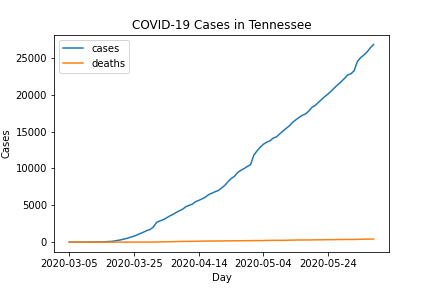 COVID-19 Cases in Tennessee
cases
deaths
25000
20000
15000
10000
5000
0
Cases
2020-03-05 2020-03-25 2020-04-14 2020-05-04 2020-05-24
Day